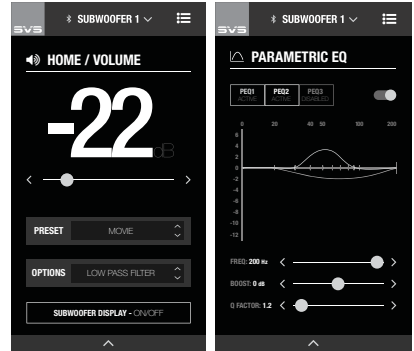 SVS
SUBWOOFER 1
HOME / VOLUME
-22
dB
PRESET MOVIE
OPTIONS LOW PASS FILTER
SUBWOOFER DISPLAY - ON/OFF
SVS
SUBWOOFER 1
PARAMETRIC EQ
PEQ1 PEQ2 PEQ3
ACTIVE ACTIVE DISABLED
0 20 40 50 100 200
6
4
2
0
-2
-4
-6
-8
-10
-12
FREQ: 200 Hz
BOOST: 0 dB
Q FACTOR: 1.2